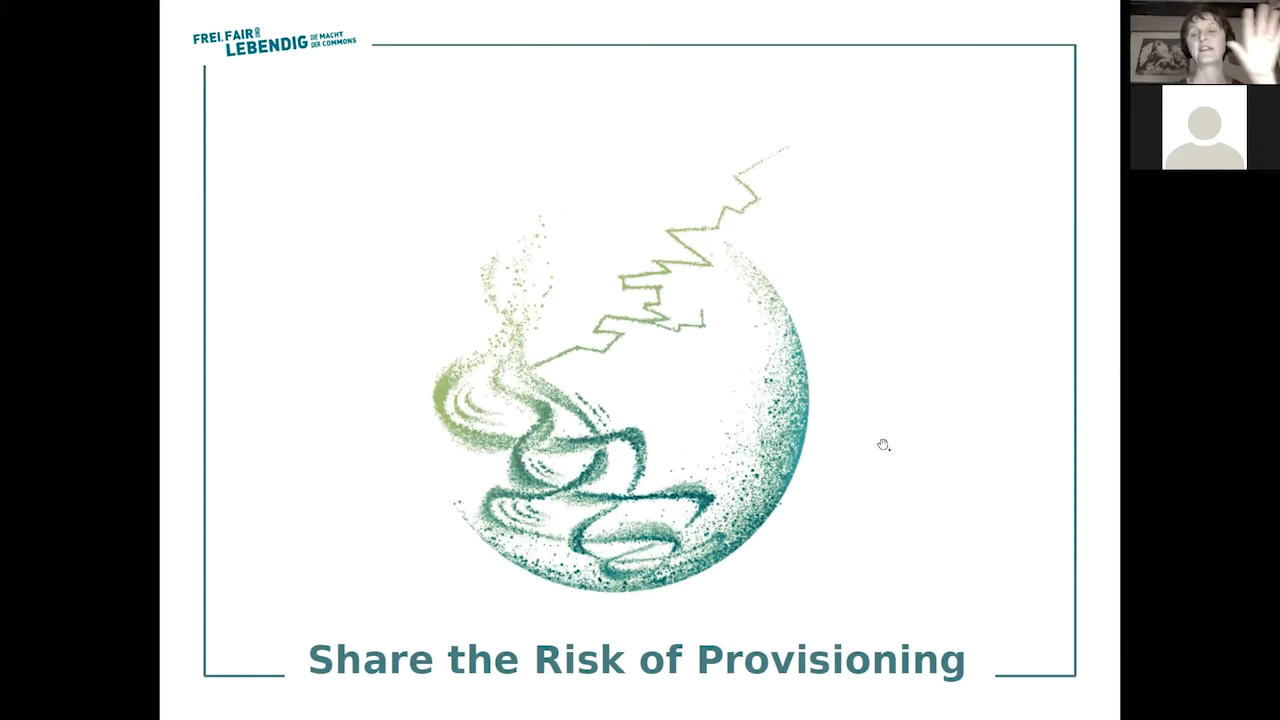 FREI, FAIR UND
LEBENDIG DIE MACHT
DER COMMONS
Share the Risk of Provisioning